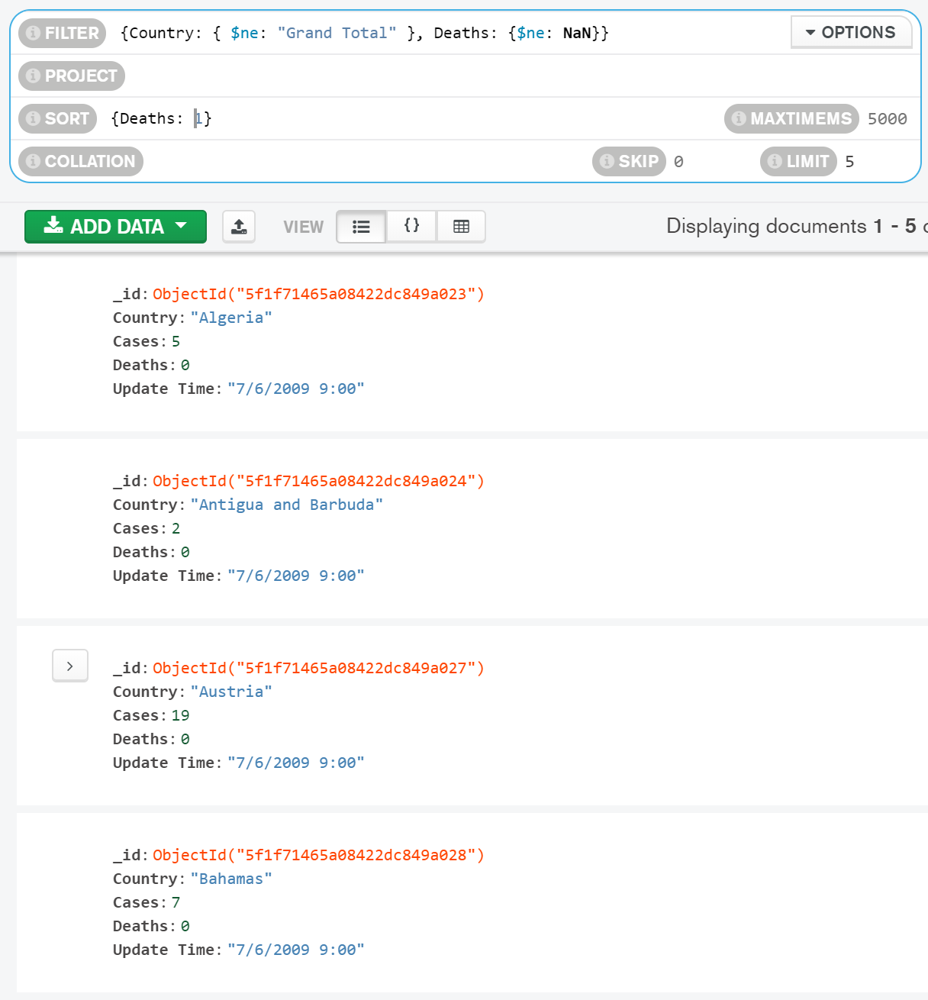 FILTER {Country: { $ne: "Grand Total" }, Deaths: {$ne: NaN}} OPTIONS
PROJECT
SORT {Deaths: 1} MAXTIMEMS 5000
COLLATION SKIP 0 LIMIT 5
ADD DATA VIEW {} Displaying documents 1 - 5
_id: ObjectId("5f1f71465a08422dc849a023")
Country: "Algeria"
Cases: 5
Deaths: 0
Update Time: "7/6/2009 9:00"
_id: ObjectId("5f1f71465a08422dc849a024")
Country: "Antigua and Barbuda"
Cases: 2
Deaths: 0
Update Time: "7/6/2009 9:00"
_id: ObjectId("5f1f71465a08422dc849a027")
Country: "Austria"
Cases: 19
Deaths: 0
Update Time: "7/6/2009 9:00"
_id: ObjectId("5f1f71465a08422dc849a028")
Country: "Bahamas"
Cases: 7
Deaths: 0
Update Time: "7/6/2009 9:00"